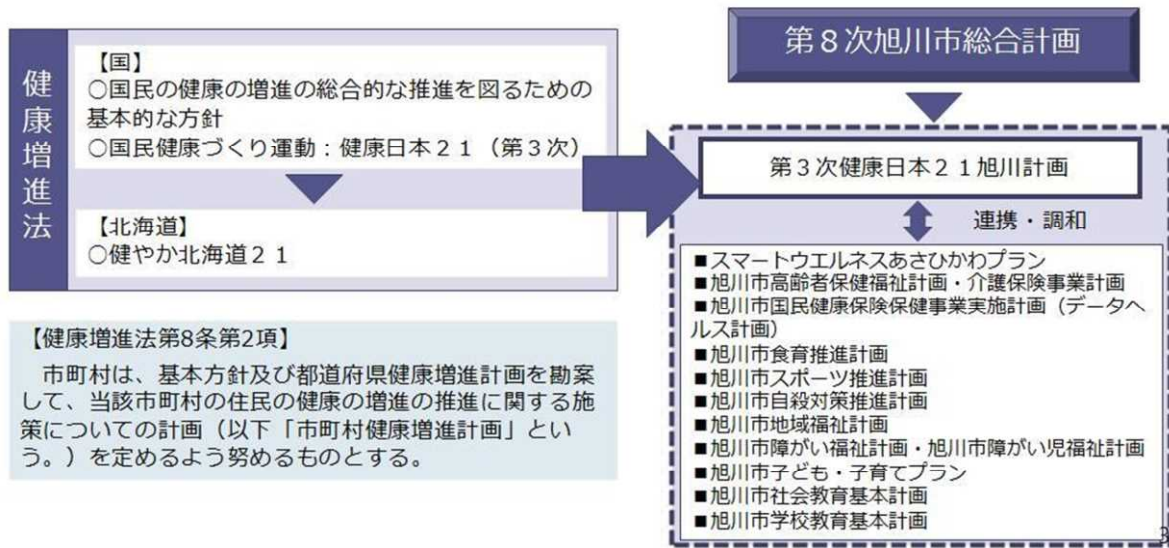 健康増進法
【国】
○国民の健康の増進の総合的な推進を図るための
基本的な方針
○国民健康づくり運動：健康日本２１（第３次）
【北海道】
○健やか北海道２１
【健康増進法第8条第2項】
　市町村は、基本方針及び都道府県健康増進計画を勘案
して、当該市町村の住民の健康の増進の推進に関する施
策についての計画（以下「市町村健康増進計画」とい
う。）を定めるよう努めるものとする。
第８次旭川市総合計画
第３次健康日本２１旭川計画
連携・調和
■スマートウエルネスあさひかわプラン
■旭川市高齢者保健福祉計画・介護保険事業計画
■旭川市国民健康保険保健事業実施計画（データヘ
ルス計画）
■旭川市食育推進計画
■旭川市スポーツ推進計画
■旭川市自殺対策推進計画
■旭川市地域福祉計画
■旭川市障がい福祉計画・旭川市障がい児福祉計画
■旭川市子ども・子育てプラン
■旭川市社会教育基本計画
■旭川市学校教育基本計画
3